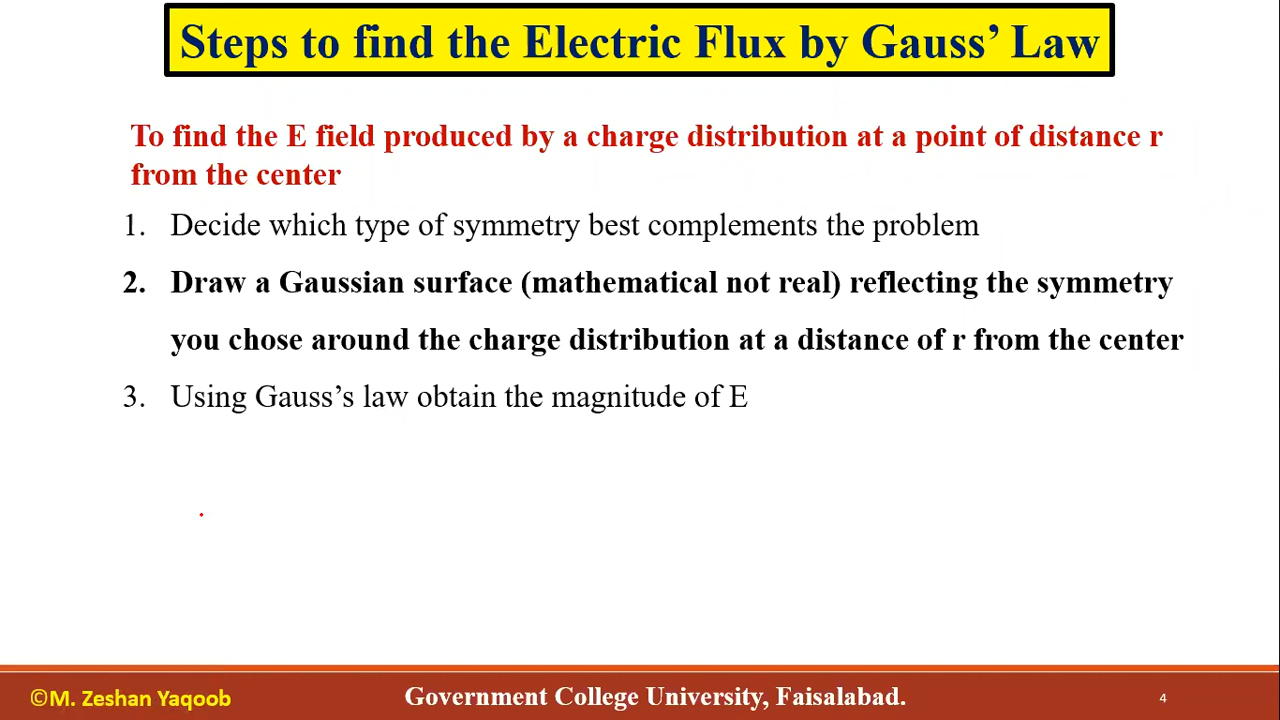 Steps to find the Electric Flux by Gauss’ Law
To find the E field produced by a charge distribution at a point of distance r
from the center
1. Decide which type of symmetry best complements the problem
2. Draw a Gaussian surface (mathematical not real) reflecting the symmetry
you chose around the charge distribution at a distance of r from the center
3. Using Gauss’s law obtain the magnitude of E
©M. Zeshan Yaqoob
Government College University, Faisalabad.
4